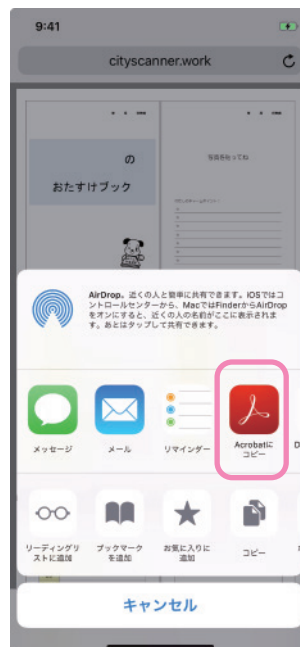 9:41
cityscanner.work
の
おたすけブック
AirDrop。近くの人と簡単に共有できます。iOSではコ
ントロールセンターから、MacではFinderからAirDrop
をオンにすると、近くの人の名前がここに表示されま
す。あとはタップして共有できます。
メッセージ
メール
リマインダー
Acrobatに
コピー
リーディングリ
ストに追加
ブックマーク
を追加
お気に入りに
追加
コピー
キャンセル